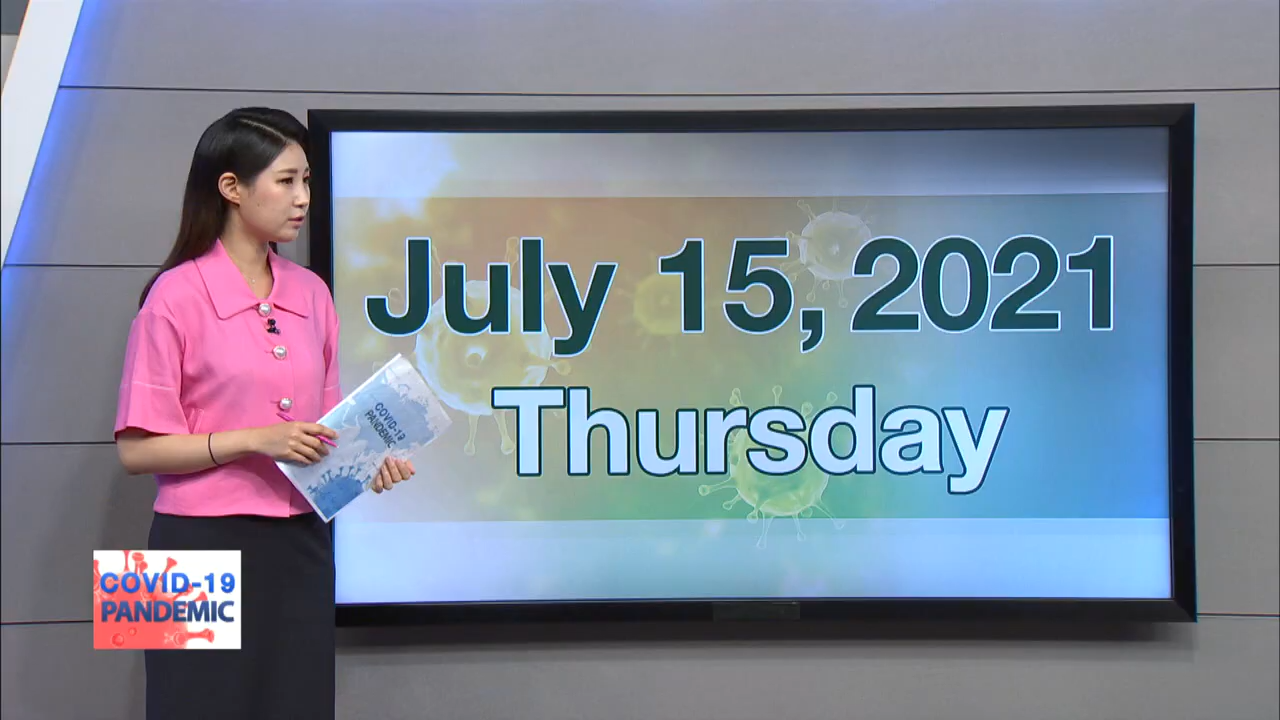 July 15, 2021
Thursday
COVID-19
PANDEMIC
COVID-19
PANDEMIC